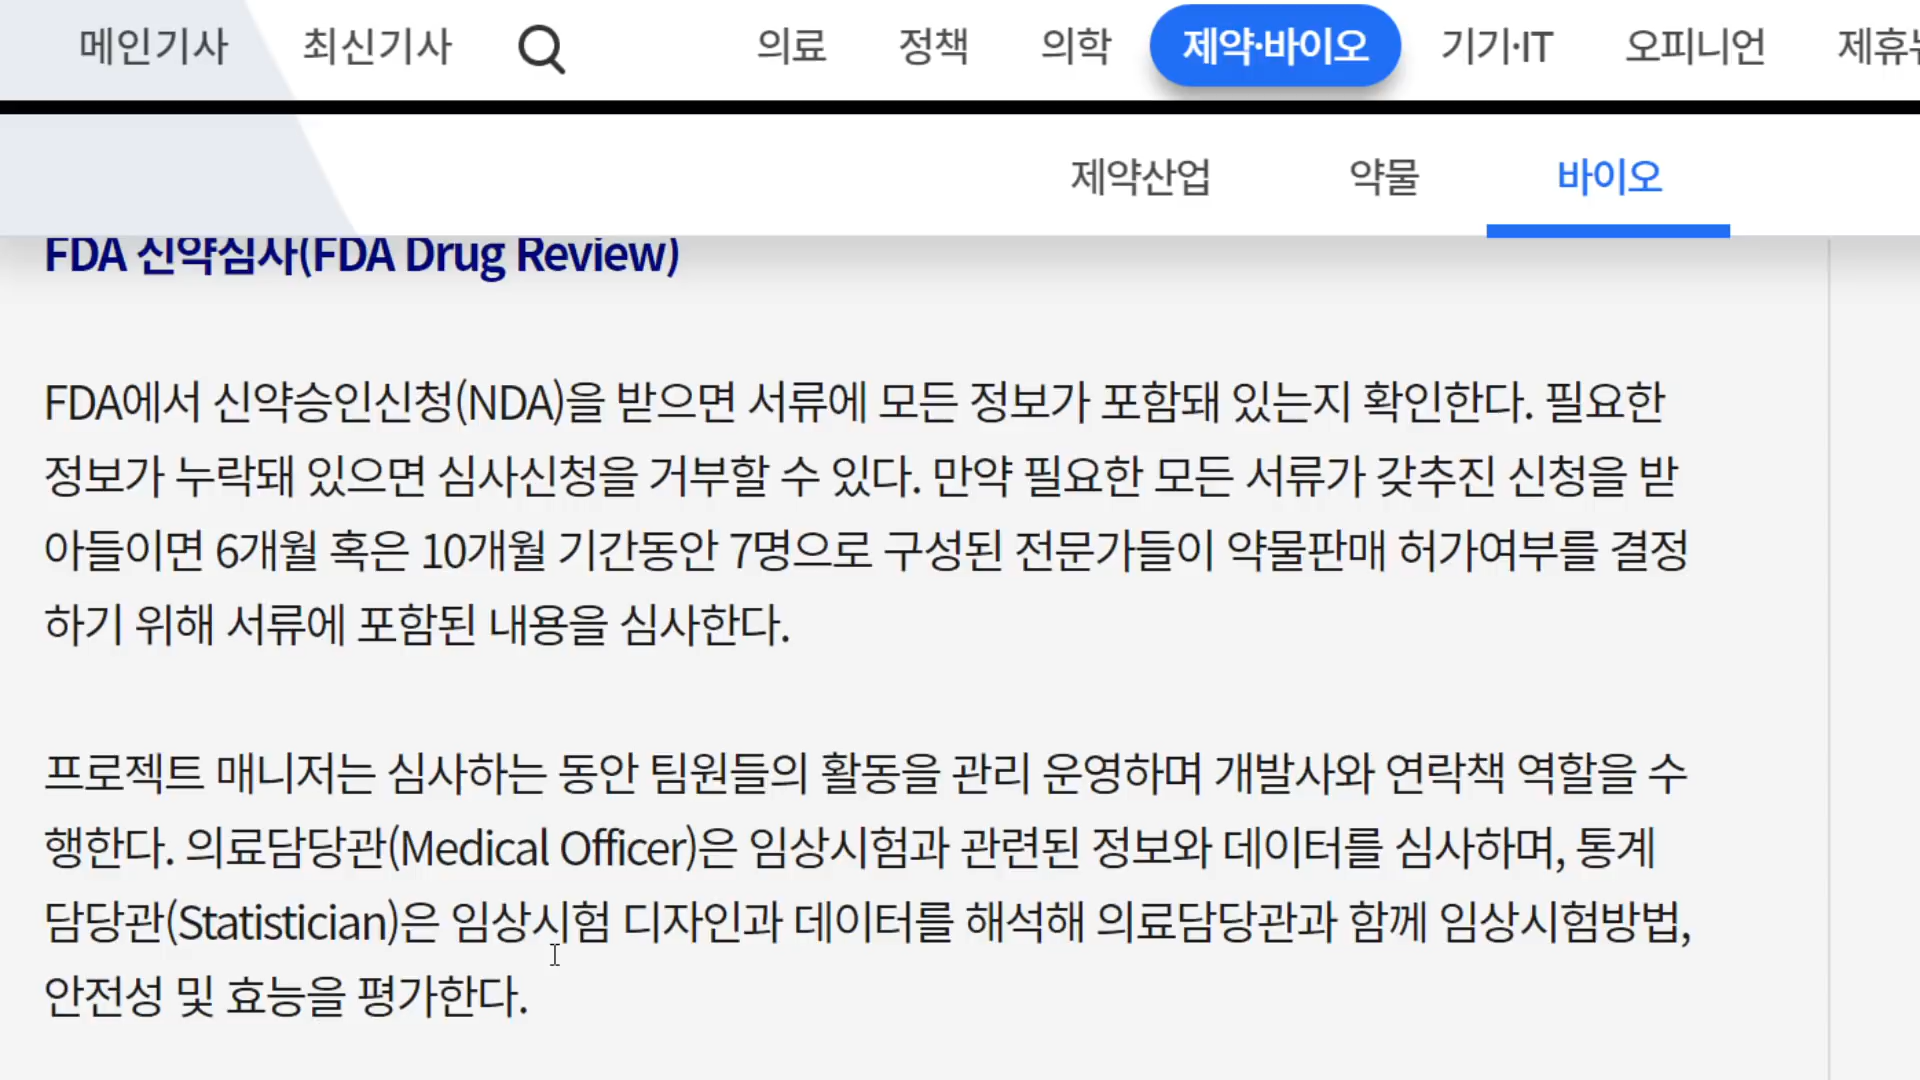 메인기사 최신기사 의료 정책 의학 제약·바이오 기기·IT 오피니언 제휴
제약산업 약물 바이오
FDA 신약심사(FDA Drug Review)
FDA에서 신약승인신청(NDA)을 받으면 서류에 모든 정보가 포함돼 있는지 확인한다. 필요한
정보가 누락돼 있으면 심사신청을 거부할 수 있다. 만약 필요한 모든 서류가 갖추진 신청을 받
아들이면 6개월 혹은 10개월 기간동안 7명으로 구성된 전문가들이 약물판매 허가여부를 결정
하기 위해 서류에 포함된 내용을 심사한다.
프로젝트 매니저는 심사하는 동안 팀원들의 활동을 관리 운영하며 개발사와 연락책 역할을 수
행한다. 의료담당관(Medical Officer)은 임상시험과 관련된 정보와 데이터를 심사하며, 통계
담당관(Statistician)은 임상시험 디자인과 데이터를 해석해 의료담당관과 함께 임상시험방법,
안전성 및 효능을 평가한다.